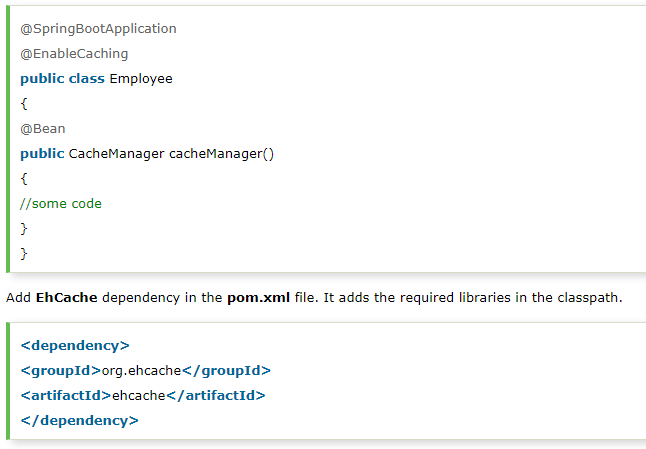 @SpringBootApplication
@EnableCaching
public class Employee
{
@Bean
public CacheManager cacheManager()
{
//some code
}
}
Add EhCache dependency in the pom.xml file. It adds the required libraries in the classpath.
<dependency>
<groupId>org.ehcache</groupId>
<artifactId>ehcache</artifactId>
</dependency>